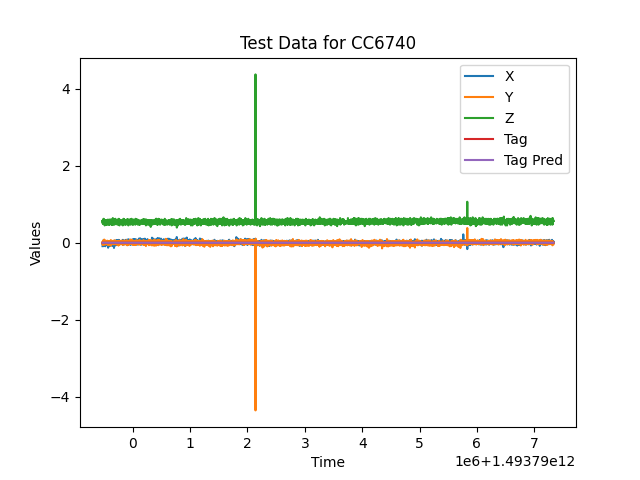 Test Data for CC6740
X
Y
Z
Tag
Tag Pred
Values
4
2
0
−2
−4
0 1 2 3 4 5 6 7
Time
1e6+1.49379e12